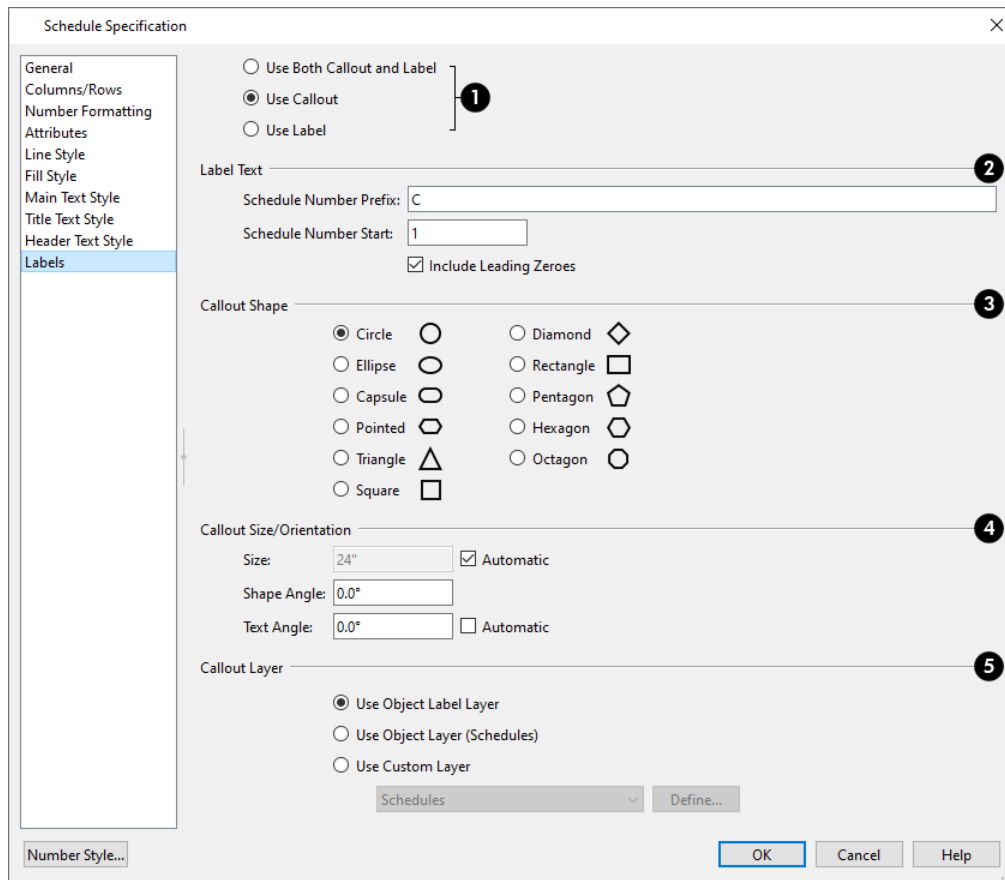 Schedule Specification
General
Columns/Rows
Number Formatting
Attributes
Line Style
Fill Style
Main Text Style
Title Text Style
Header Text Style
Labels
Use Both Callout and Label
Use Callout
1
Use Label
Label Text
2
Schedule Number Prefix: C
Schedule Number Start: 1
Include Leading Zeroes
Callout Shape
3
Circle
Diamond
Ellipse
Rectangle
Capsule
Pentagon
Pointed
Hexagon
Triangle
Octagon
Square
Callout Size/Orientation
4
Size: 24" Automatic
Shape Angle: 0.0°
Text Angle: 0.0° Automatic
Callout Layer
5
Use Object Label Layer
Use Object Layer (Schedules)
Use Custom Layer
Schedules Define...
Number Style... OK Cancel Help